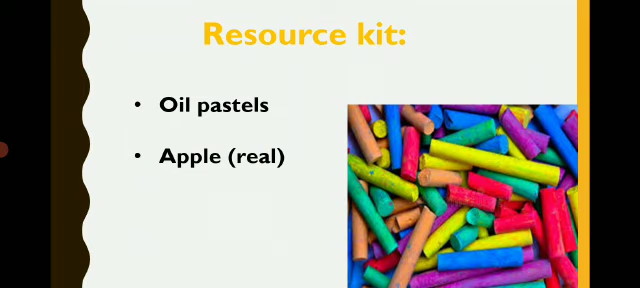 Resource kit:
• Oil pastels
• Apple (real)